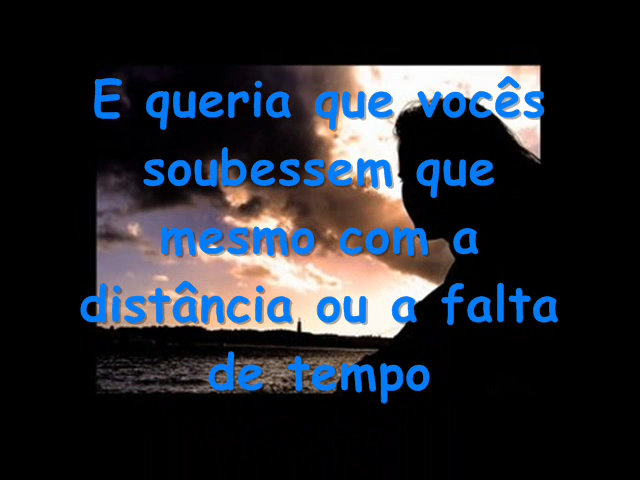 E queria que vocês
soubessem que
mesmo com a
distância ou a falta
de tempo